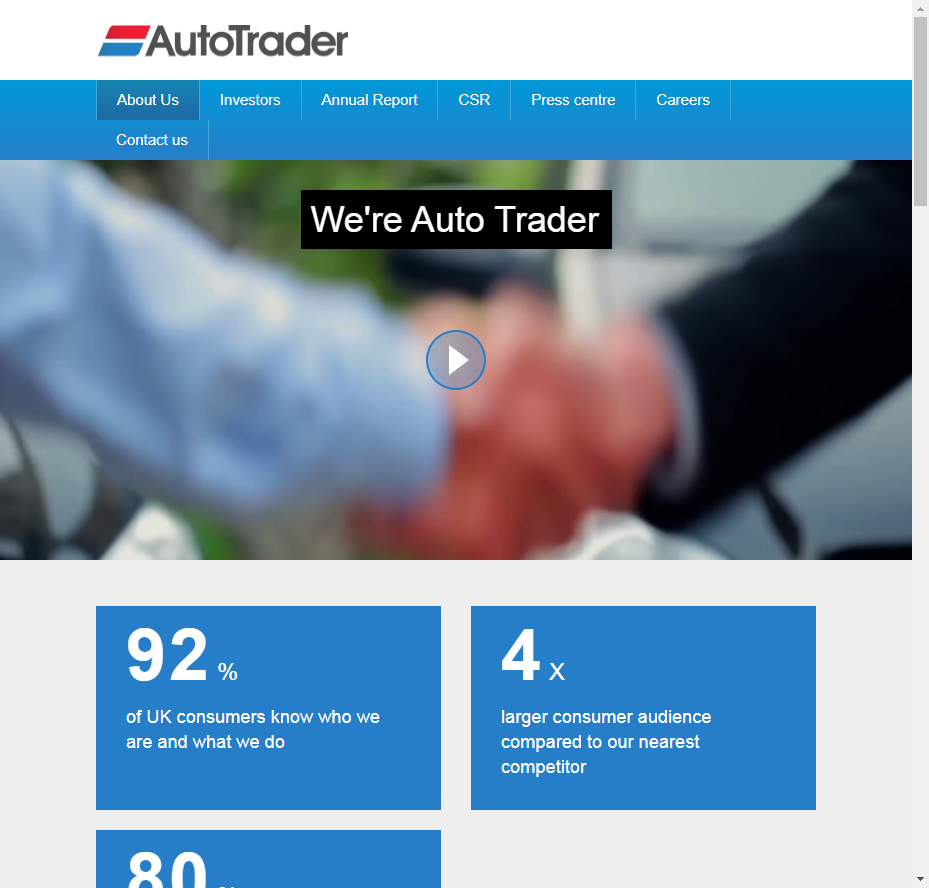 AutoTrader
About Us Investors Annual Report CSR Press centre Careers
Contact us
We're Auto Trader
92 %
of UK consumers know who we
are and what we do
4 x
larger consumer audience
compared to our nearest
competitor
80